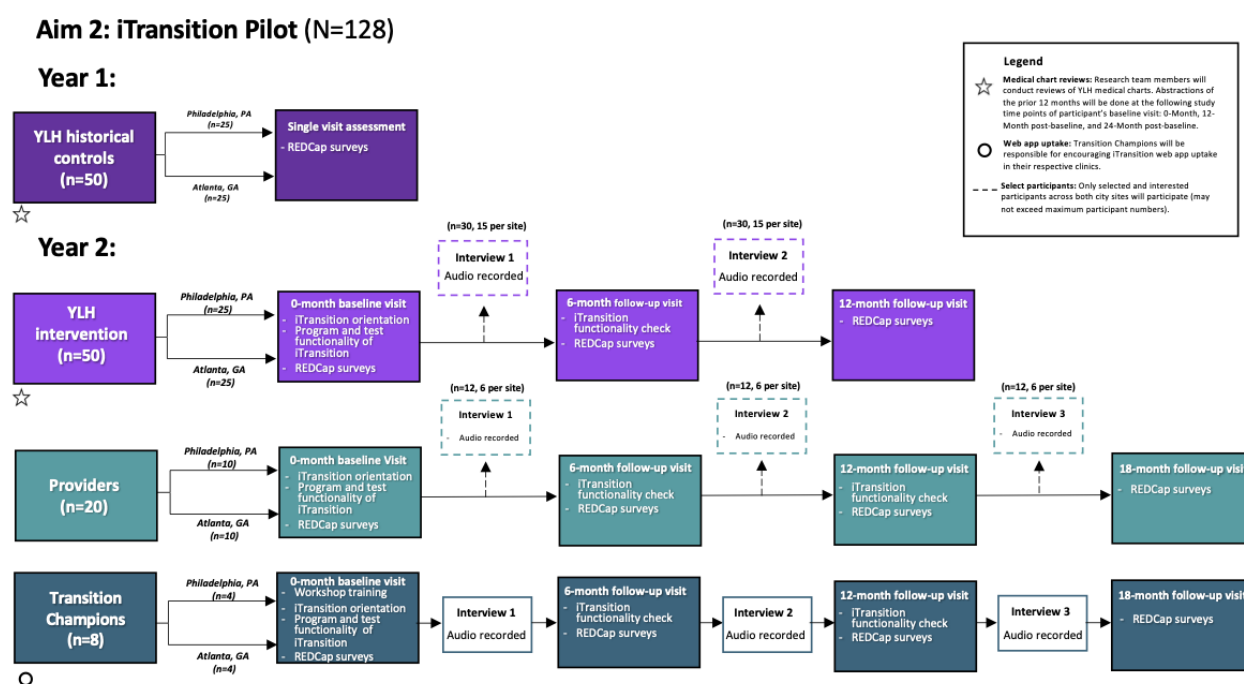 Aim 2: iTransition Pilot (N=128)
Year 1:
YLH historical
controls
(n=50)
Philadelphia, PA
(n=25)
Atlanta, GA
(n=25)
Single visit assessment
- REDCap surveys
Legend
Medical chart reviews: Research team members will
conduct reviews of YLH medical charts. Abstractions of
the prior 12 months will be done at the following study
time points of participant's baseline visit: 0-Month, 12-
Month post-baseline, and 24-Month post-baseline.
Web app uptake: Transition Champions will be
responsible for encouraging iTransition web app uptake
in their respective clinics.
Select participants: Only selected and interested
participants across both city sites will participate (may
not exceed maximum participant numbers).
Year 2:
YLH
intervention
(n=50)
Philadelphia, PA
(n=25)
Atlanta, GA
(n=25)
0-month baseline visit
- iTransition orientation
- Program and test
functionality of
iTransition
- REDCap surveys
(n=30, 15 per site)
Interview 1
Audio recorded
6-month follow-up visit
- iTransition
functionality check
- REDCap surveys
(n=30, 15 per site)
Interview 2
Audio recorded
12-month follow-up visit
- REDCap surveys
Providers
(n=20)
Philadelphia, PA
(n=10)
Atlanta, GA
(n=10)
0-month baseline Visit
- iTransition orientation
- Program and test
functionality of
iTransition
- REDCap surveys
(n=12, 6 per site)
Interview 1
- Audio recorded
6-month follow-up visit
- iTransition
functionality check
- REDCap surveys
(n=12, 6 per site)
Interview 2
- Audio recorded
12-month follow-up visit
- iTransition
functionality check
- REDCap surveys
(n=12, 6 per site)
Interview 3
- Audio recorded
18-month follow-up visit
- REDCap surveys
Transition
Champions
(n=8)
Philadelphia, PA
(n=4)
Atlanta, GA
(n=4)
0-month baseline visit
- Workshop training
- iTransition orientation
- Program and test
functionality of
iTransition
- REDCap surveys
Interview 1
Audio recorded
6-month follow-up visit
- iTransition
functionality check
- REDCap surveys
Interview 2
Audio recorded
12-month follow-up visit
- iTransition
functionality check
- REDCap surveys
Interview 3
Audio recorded
18-month follow-up visit
- REDCap surveys